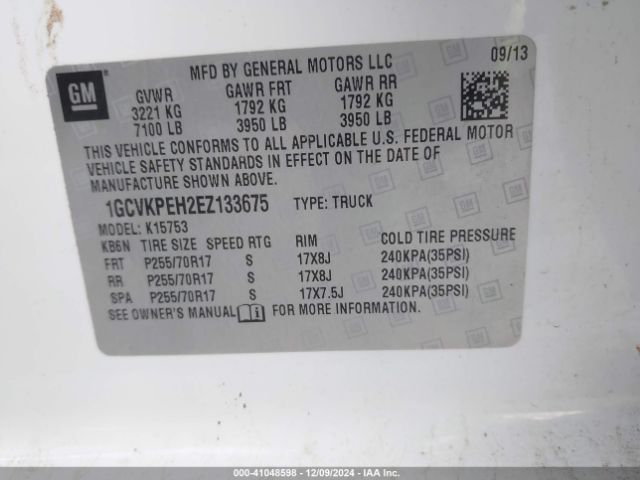 MFD BY GENERAL MOTORS LLC
09/13
GM
GVWR GAWR FRT GAWR RR
3221 KG 1792 KG 1792 KG
7100 LB 3950 LB 3950 LB
THIS VEHICLE CONFORMS TO ALL APPLICABLE U.S. FEDERAL MOTOR
VEHICLE SAFETY STANDARDS IN EFFECT ON THE DATE OF
MANUFACTURE SHOWN ABOVE.
1GCVKPEH2EZ133675 TYPE: TRUCK
MODEL: K15753
KB6N TIRE SIZE SPEED RTG RIM COLD TIRE PRESSURE
FRT P255/70R17 S 17X8J 240KPA(35PSI)
RR P255/70R17 S 17X8J 240KPA(35PSI)
SPA P255/70R17 S 17X7.5J 240KPA(35PSI)
SEE OWNER'S MANUAL FOR MORE INFORMATION.
000-41048598 - 12/09/2024 - IAA Inc.